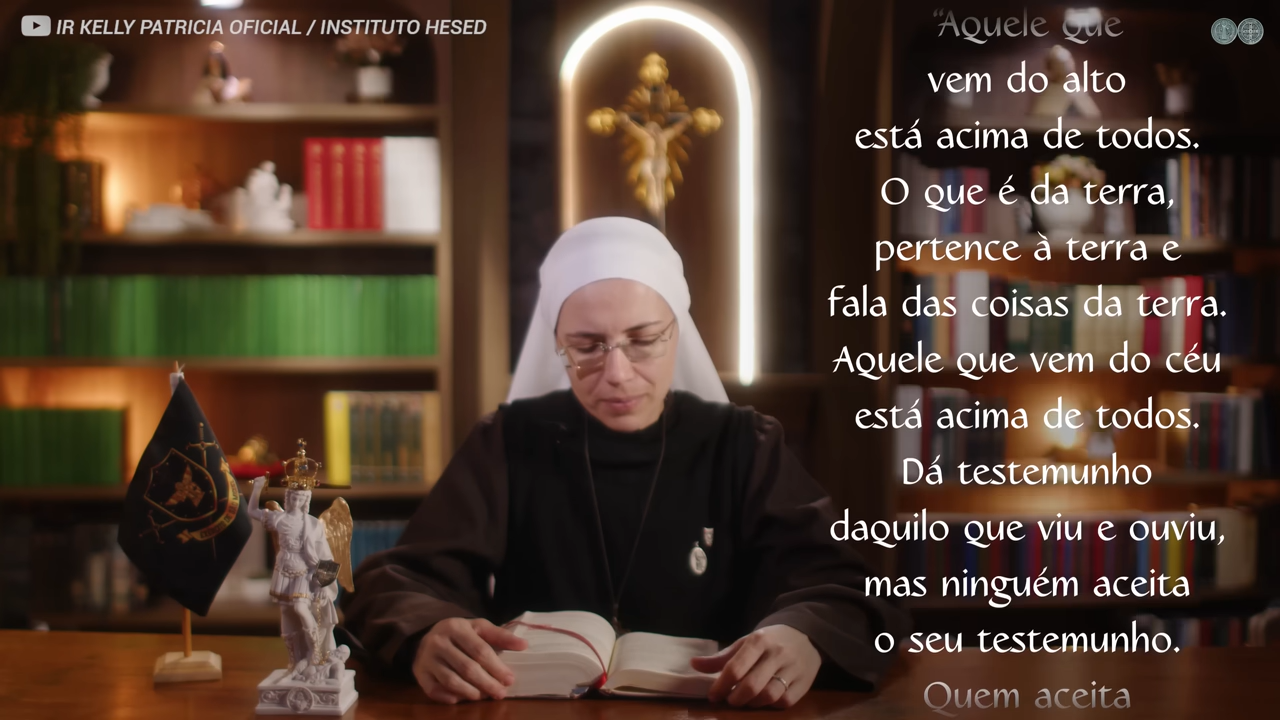 IR KELLY PATRICIA OFICIAL / INSTITUTO HESED
“Aquele que
vem do alto
está acima de todos.
O que é da terra,
pertence à terra e
fala das coisas da terra.
Aquele que vem do céu
está acima de todos.
Dá testemunho
daquilo que viu e ouviu,
mas ninguém aceita
o seu testemunho.
Quem aceita